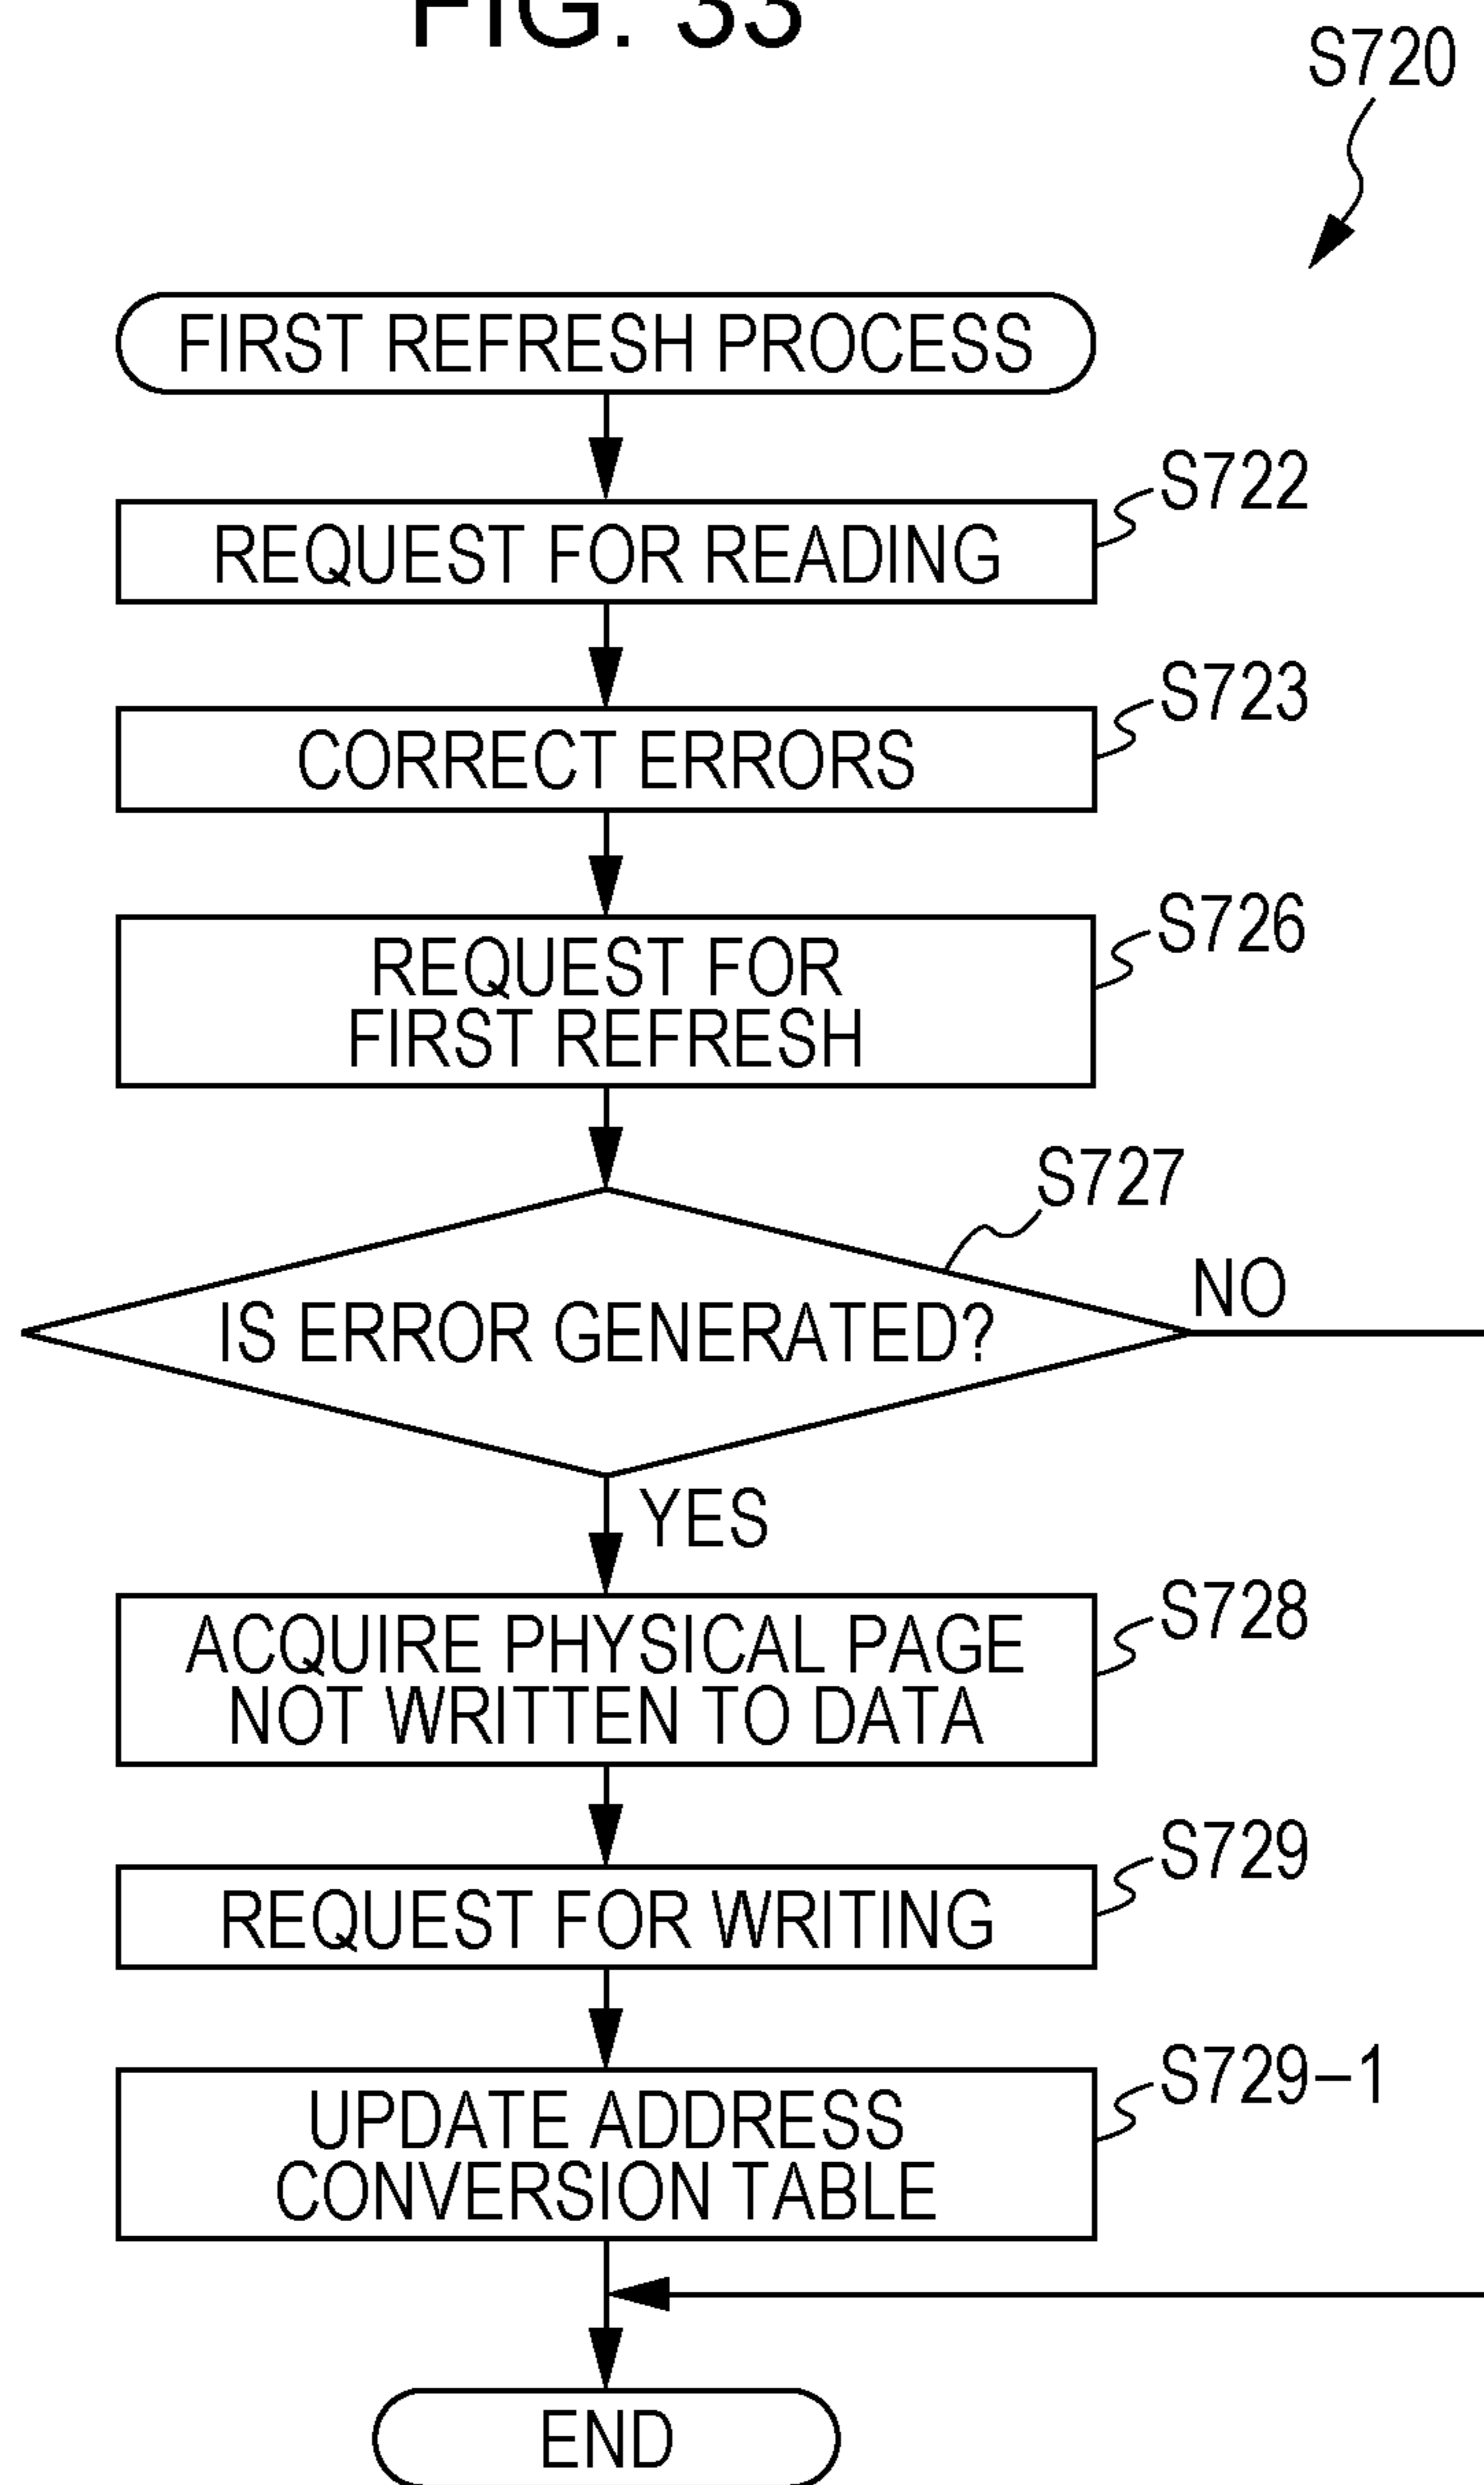 FIG. 33
S720
FIRST REFRESH PROCESS
S722
REQUEST FOR READING
S723
CORRECT ERRORS
S726
REQUEST FOR
FIRST REFRESH
S727
NO
IS ERROR GENERATED?
YES
S728
ACQUIRE PHYSICAL PAGE
NOT WRITTEN TO DATA
S729
REQUEST FOR WRITING
S729-1
UPDATE ADDRESS
CONVERSION TABLE
END